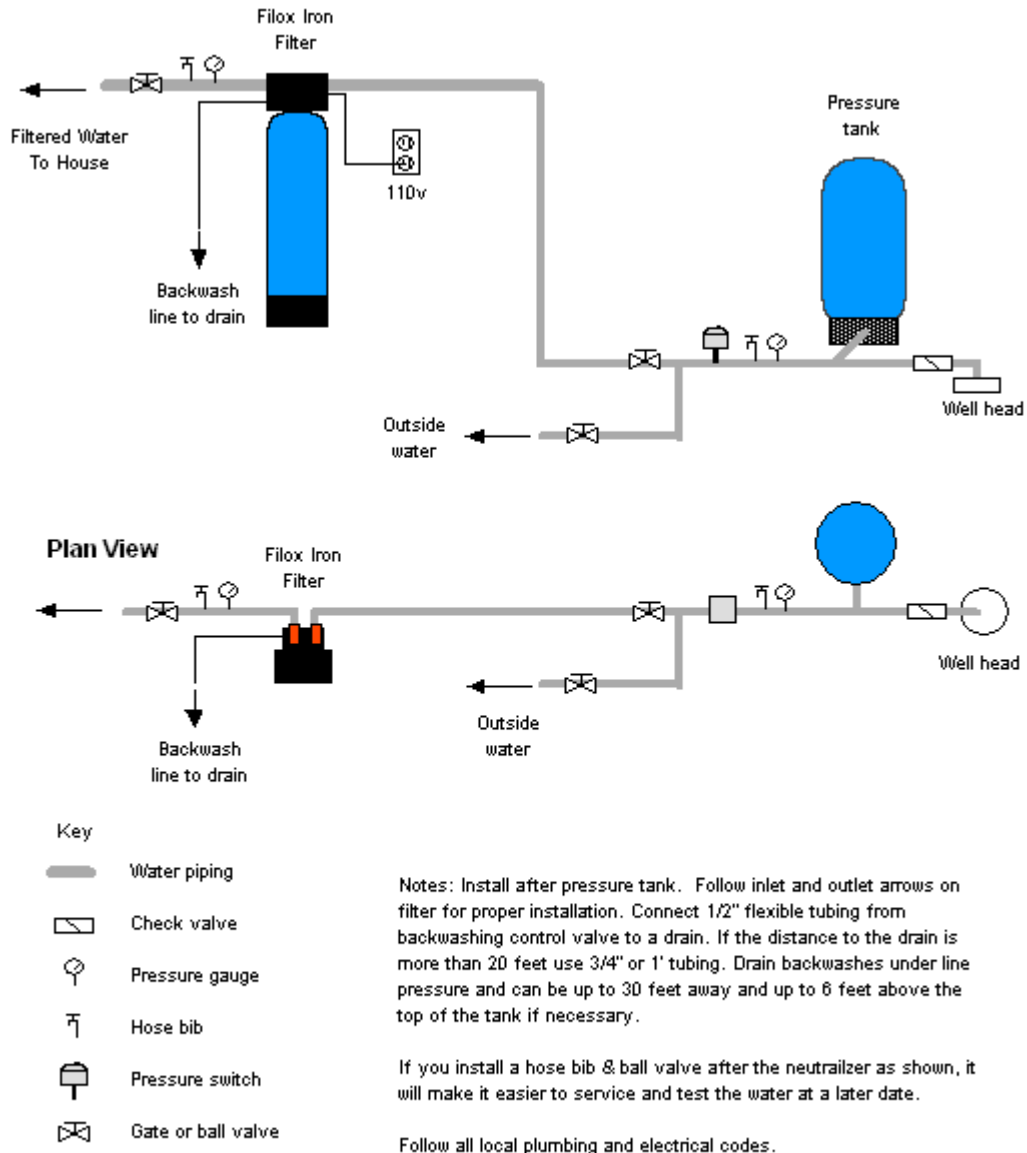 Filox Iron
Filter
Pressure
tank
Filtered Water
To House
110v
Backwash
line to drain
Well head
Outside
water
Plan View
Filox Iron
Filter
Well head
Outside
water
Backwash
line to drain
Key
Water piping
Check valve
Pressure gauge
Hose bib
Pressure switch
Gate or ball valve
Notes: Install after pressure tank. Follow inlet and outlet arrows on
filter for proper installation. Connect 1/2" flexible tubing from
backwashing control valve to a drain. If the distance to the drain is
more than 20 feet use 3/4" or 1' tubing. Drain backwashes under line
pressure and can be up to 30 feet away and up to 6 feet above the
top of the tank if necessary.
If you install a hose bib & ball valve after the neutrailzer as shown, it
will make it easier to service and test the water at a later date.
Follow all local plumbing and electrical codes.